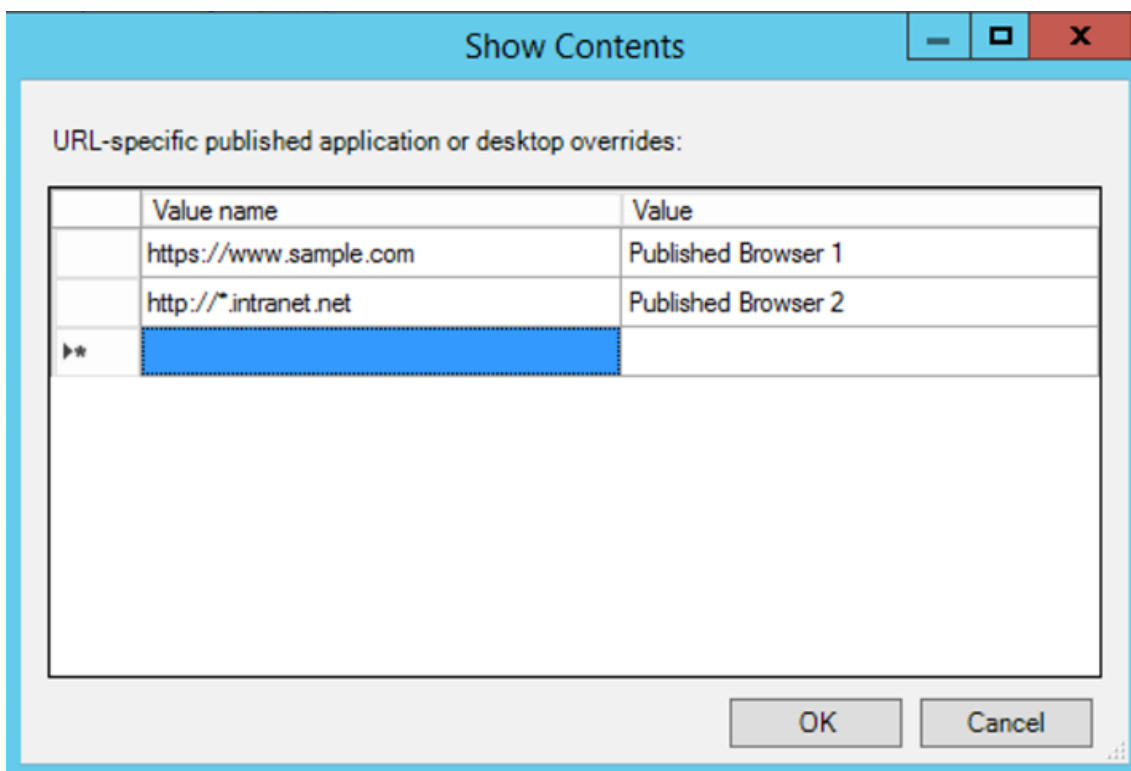 Show Contents
URL-specific published application or desktop overrides:
Value name Value
https://www.sample.com Published Browser 1
http://*.intranet.net Published Browser 2
OK Cancel